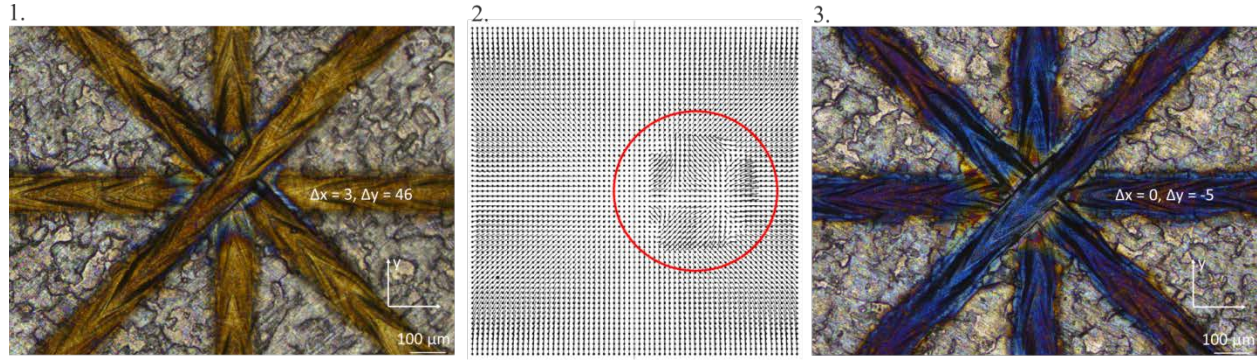 1.
2.
3.
Δx = 3, Δy = 46
Δx = 0, Δy = -5
y
100 μm
100 μm